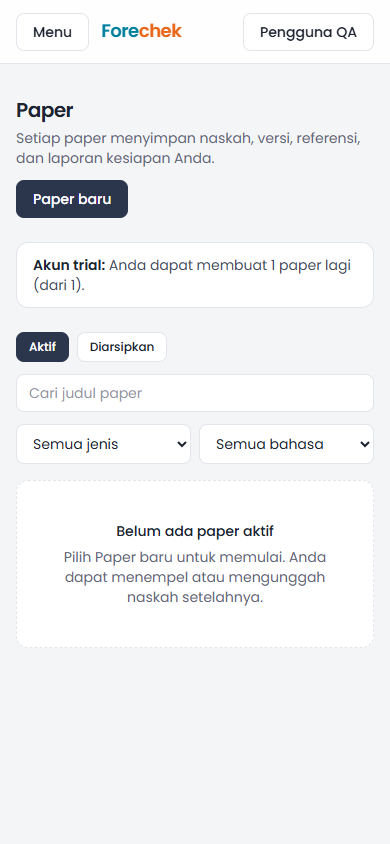 Menu
Forechek
Pengguna QA
Paper
Setiap paper menyimpan naskah, versi, referensi,
dan laporan kesiapan Anda.
Paper baru
Akun trial: Anda dapat membuat 1 paper lagi
(dari 1).
Aktif
Diarsipkan
Cari judul paper
Semua jenis
Semua bahasa
Belum ada paper aktif
Pilih Paper baru untuk memulai. Anda
dapat menempel atau mengunggah
naskah setelahnya.